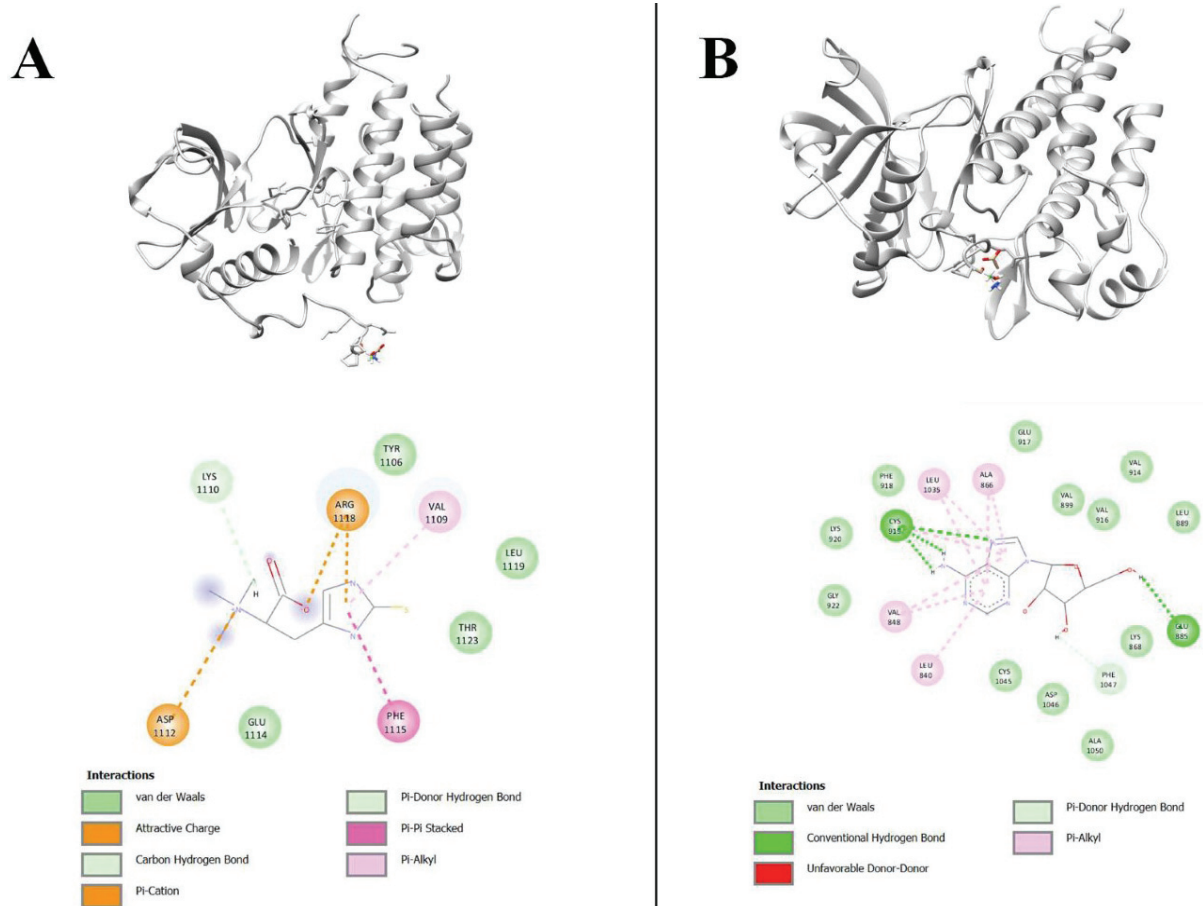 A
TYR
1106
LYS
1110
ARG
1118
VAL
1109
LEU
1119
THR
1123
ASP
1112
GLU
1114
PHE
1115
O
H
O
N
N
N
S
Interactions
van der Waals
Attractive Charge
Carbon Hydrogen Bond
Pi-Cation
Pi-Donor Hydrogen Bond
Pi-Pi Stacked
Pi-Alkyl
B
GLU
917
PHE
918
LEU
1035
ALA
866
VAL
914
VAL
899
VAL
916
LEU
889
LYS
920
CYS
GLY
922
VAL
848
LEU
840
CYS
1045
ASP
1046
LYS
868
GLU
885
PHE
1047
ALA
1050
Interactions
van der Waals
Conventional Hydrogen Bond
Unfavorable Donor-Donor
Pi-Donor Hydrogen Bond
Pi-Alkyl